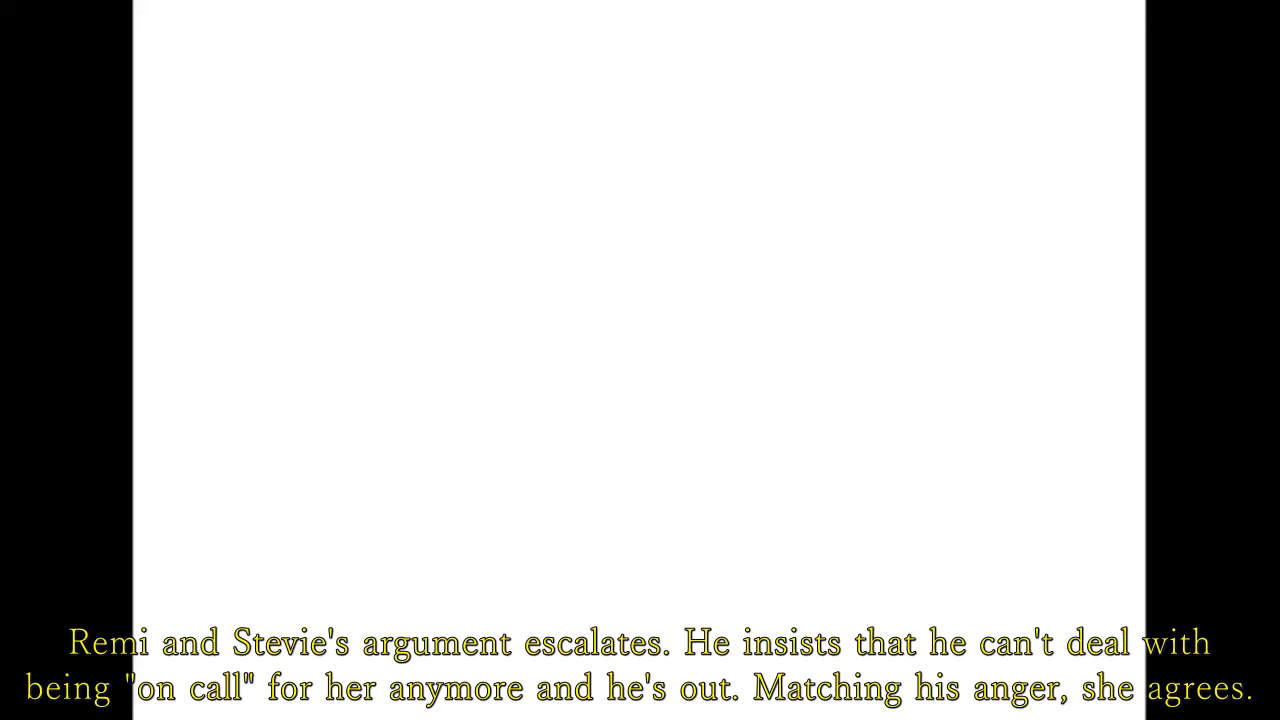 Remi and Stevie's argument escalates. He insists that he can't deal with
being "on call" for her anymore and he's out. Matching his anger, she agrees.